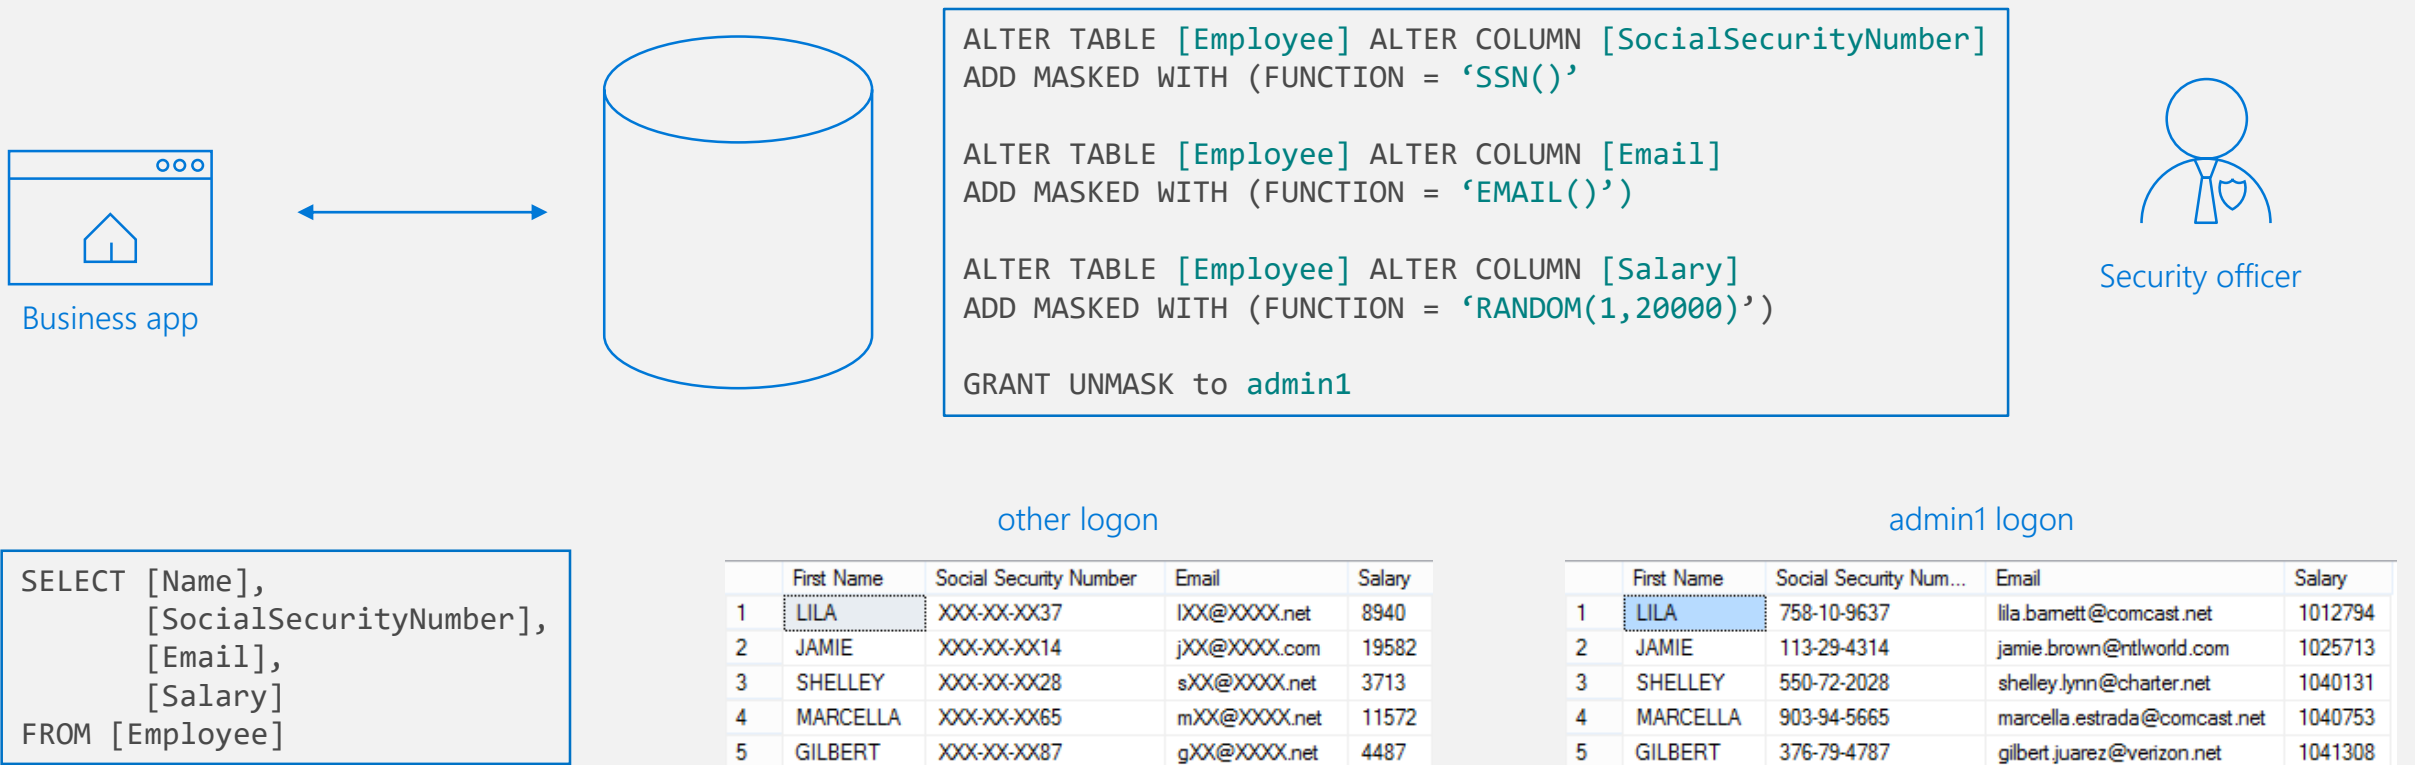 ALTER TABLE [Employee] ALTER COLUMN [SocialSecurityNumber]
ADD MASKED WITH (FUNCTION = ‘SSN()’
ALTER TABLE [Employee] ALTER COLUMN [Email]
ADD MASKED WITH (FUNCTION = ‘EMAIL()’)
ALTER TABLE [Employee] ALTER COLUMN [Salary]
ADD MASKED WITH (FUNCTION = ‘RANDOM(1,20000)’)
GRANT UNMASK to admin1
Business app
Security officer
SELECT [Name],
[SocialSecurityNumber],
[Email],
[Salary]
FROM [Employee]
other logon
First Name Social Security Number Email Salary
1 LILA XXX-XX-XX37 lXX@XXXX.net 8940
2 JAMIE XXX-XX-XX14 jXX@XXXX.com 19582
3 SHELLEY XXX-XX-XX28 sXX@XXXX.net 3713
4 MARCELLA XXX-XX-XX65 mXX@XXXX.net 11572
5 GILBERT XXX-XX-XX87 gXX@XXXX.net 4487
admin1 logon
First Name Social Security Num... Email Salary
1 LILA 758-10-9637 lila.barnett@comcast.net 1012794
2 JAMIE 113-29-4314 jamie.brown@ntlworld.com 1025713
3 SHELLEY 550-72-2028 shelley.lynn@charter.net 1040131
4 MARCELLA 903-94-5665 marcella.estrada@comcast.net 1040753
5 GILBERT 376-79-4787 gilbert.juarez@verizon.net 1041308